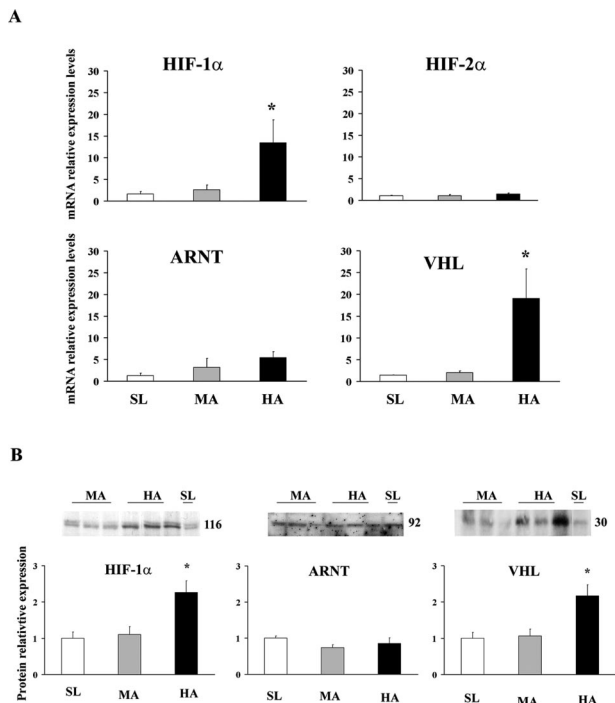 A
HIF-1α HIF-2α
mRNA relative expression levels
30 30
25 25
20 20
* 
15 15
10 10
5 5
0 0
ARNT VHL
mRNA relative expression levels
30 30
*
25 25
20 20
15 15
10 10
5 5
0 0
SL MA HA SL MA HA
B
MA HA SL MA HA SL MA HA SL
116 92 30
Protein relativtive expression
HIF-1α ARNT VHL
3 3 3
* *
2 2 2
1 1 1
0 0 0
SL MA HA SL MA HA SL MA HA